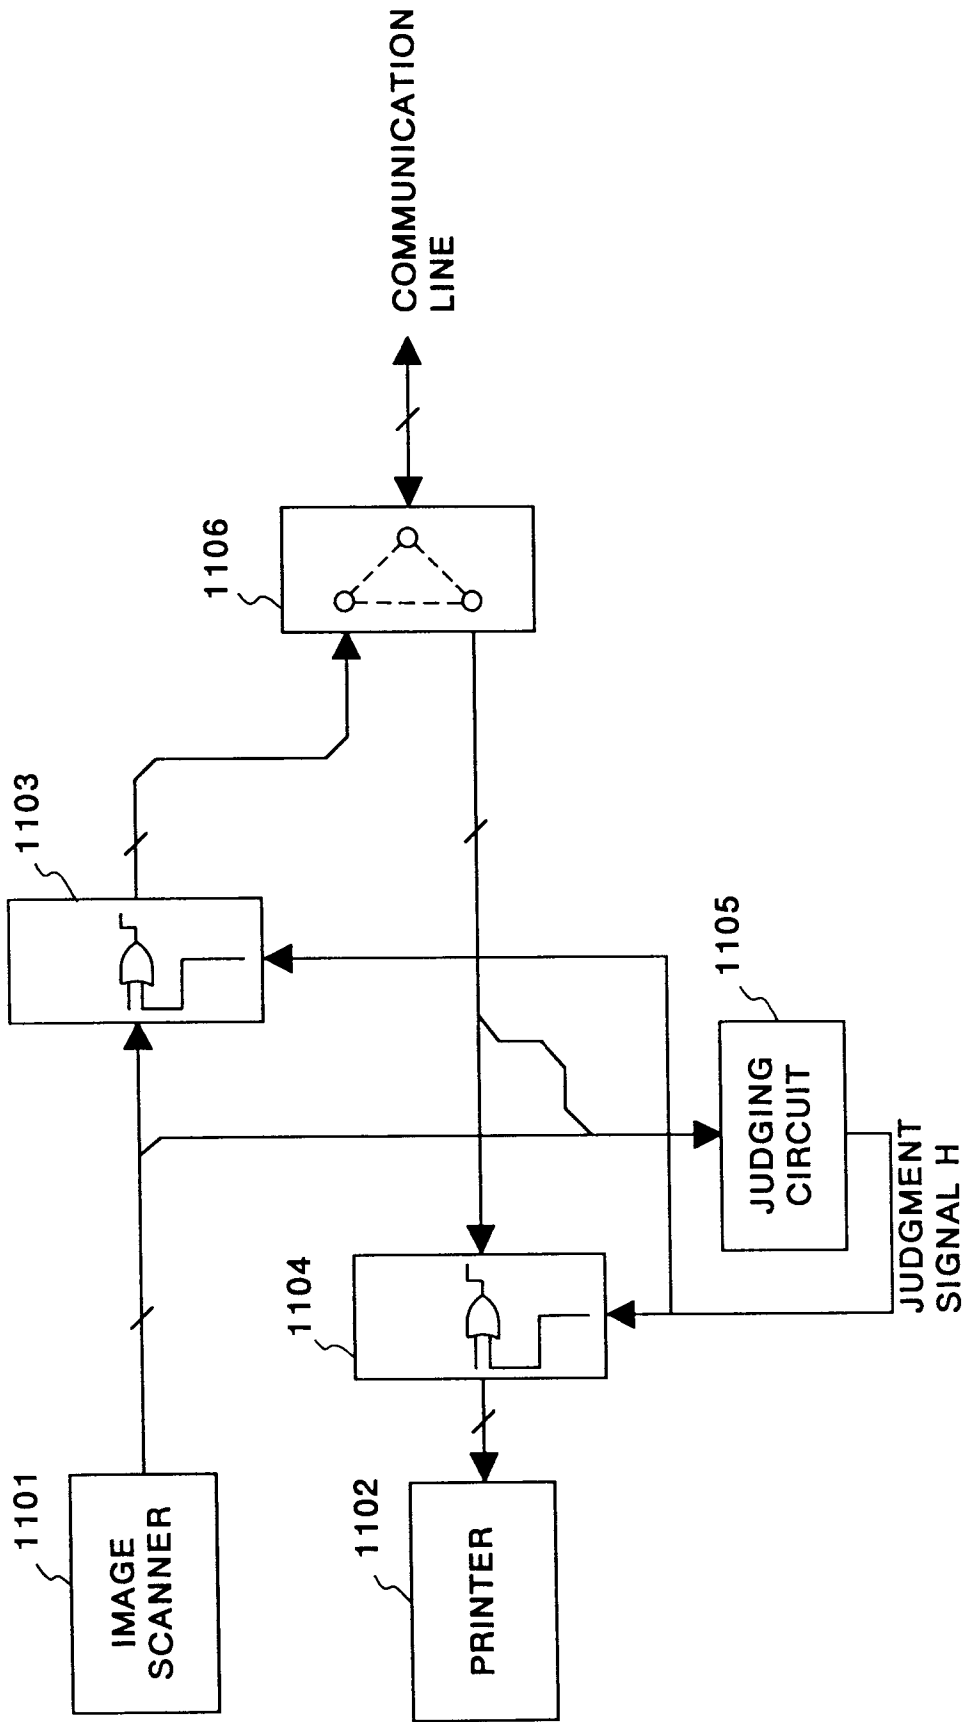 1101
IMAGE
SCANNER
1103
1106
COMMUNICATION
LINE
1102
PRINTER
1104
1105
JUDGING
CIRCUIT
JUDGMENT
SIGNAL H